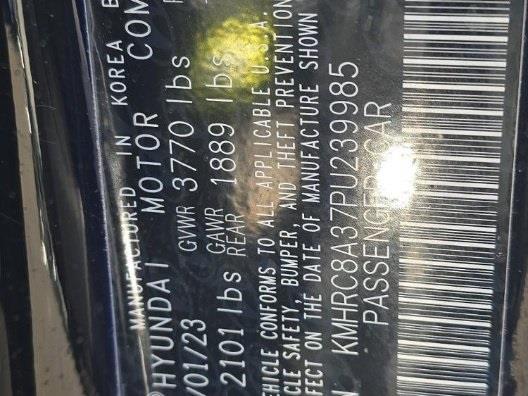 MANUFACTURED IN KOREA B
HYUNDAI MOTOR COM
/01/23 GVWR 3770 lbs
2101 lbs GAWR REAR 1889 lbs
EHICLE CONFORMS TO ALL APPLICABLE U.S.A.
CLE SAFETY, BUMPER, AND THEFT PREVENTION
FECT ON THE DATE OF MANUFACTURE SHOWN
N KMHRC8A37PU239985
PASSENGER CAR